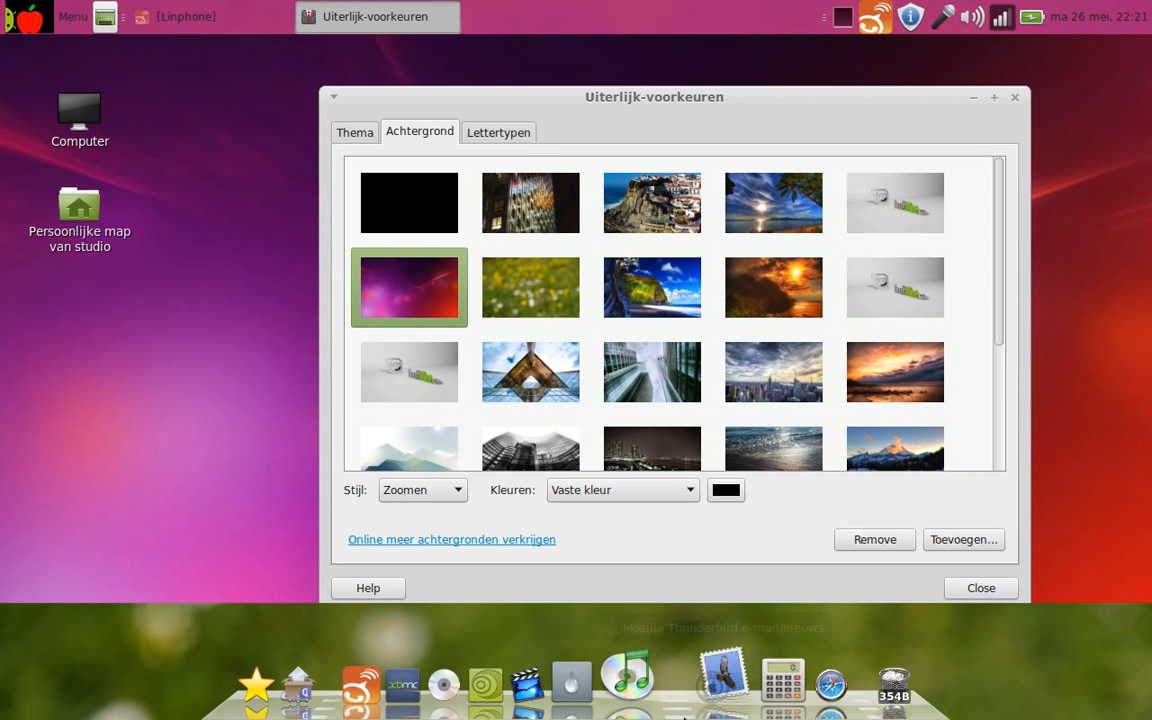 Menu
[Linphone]
Uiterlijk-voorkeuren
ma 26 mei, 22:21
Computer
Persoonlijke map
van studio
Uiterlijk-voorkeuren
Thema
Achtergrond
Lettertypen
Stijl:
Zoomen
Kleuren:
Vaste kleur
Online meer achtergronden verkrijgen
Remove
Toevoegen...
Help
Close
Mozilla Thunderbird e-mail/nieuws
xbmc
354B